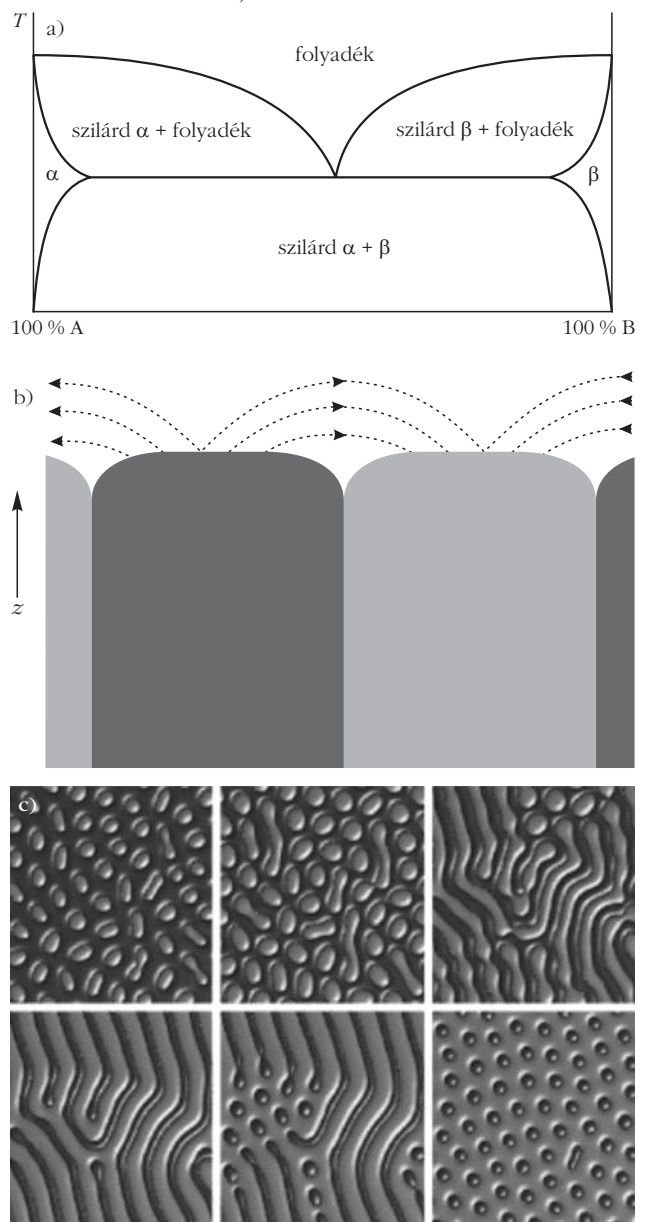 T
a)
folyadék
szilárd α + folyadék
szilárd β + folyadék
α
β
szilárd α + β
100 % A
100 % B
b)
z
c)